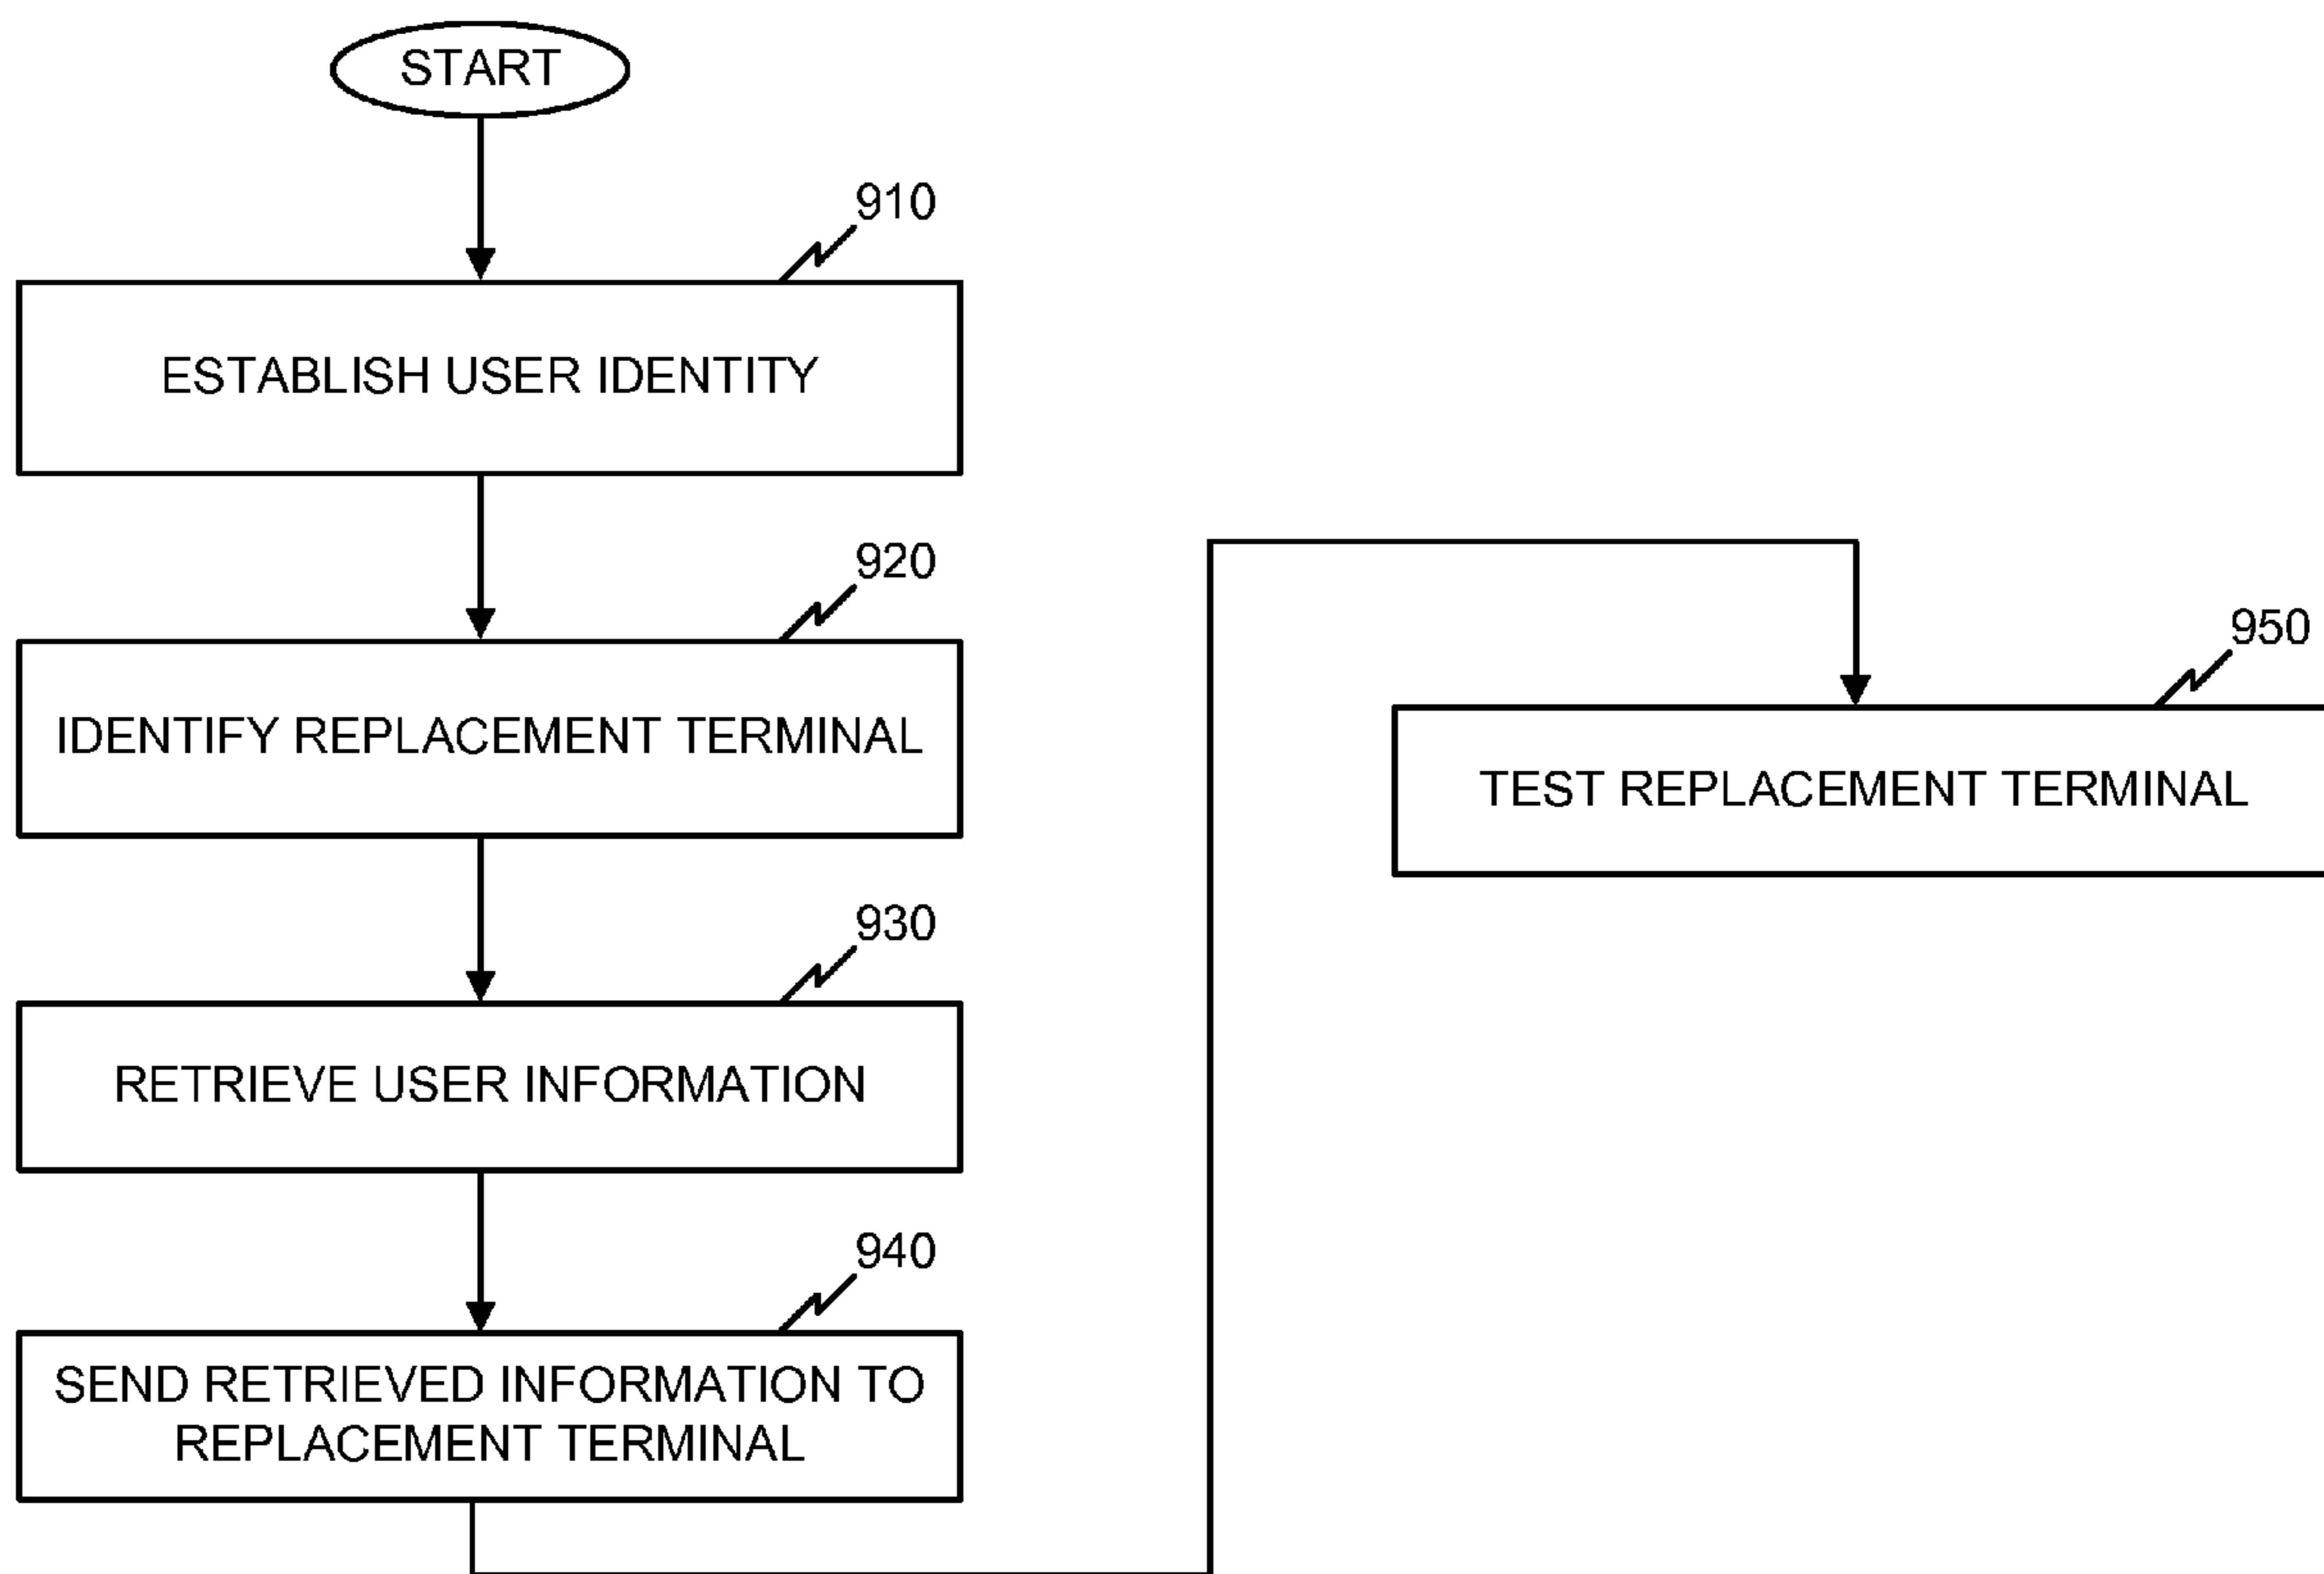 START
910
ESTABLISH USER IDENTITY
920
IDENTIFY REPLACEMENT TERMINAL
930
RETRIEVE USER INFORMATION
940
SEND RETRIEVED INFORMATION TO
REPLACEMENT TERMINAL
950
TEST REPLACEMENT TERMINAL